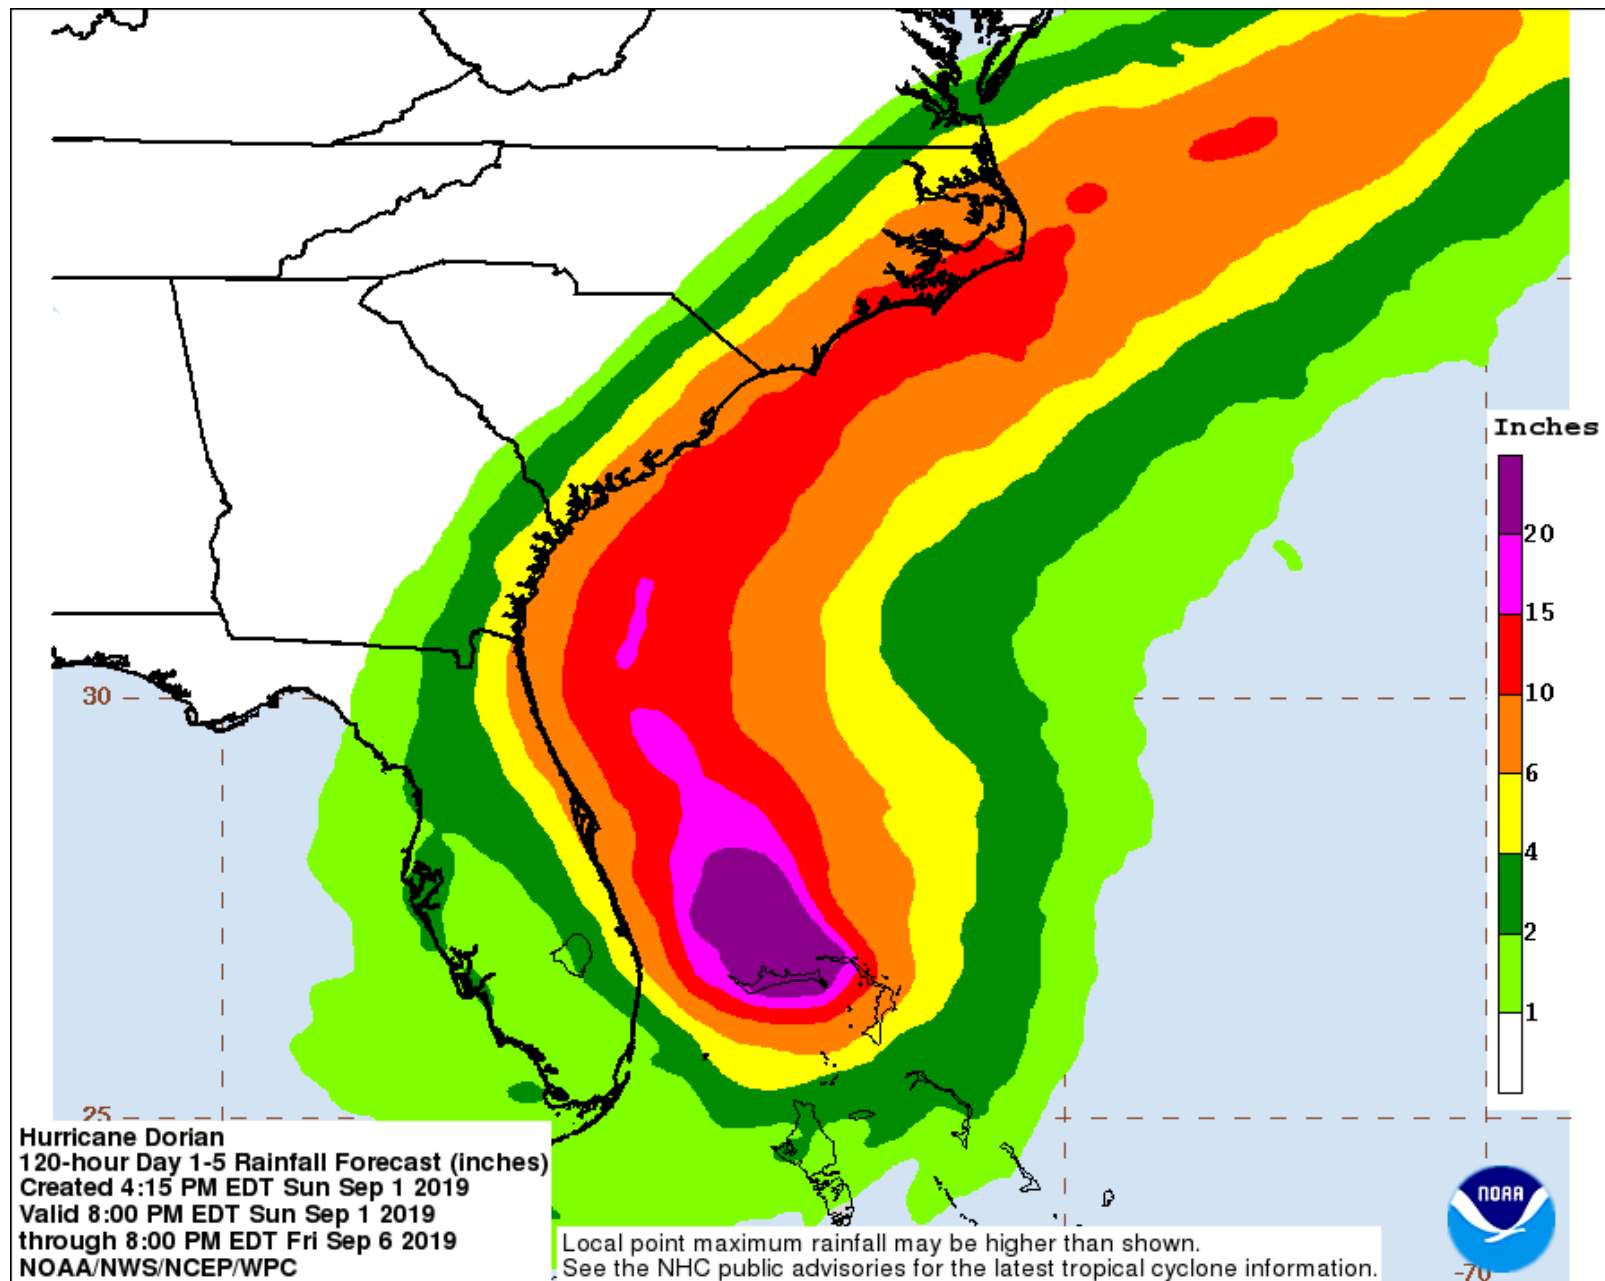 Inches
20
15
10
6
4
2
1
30
25
-70
Hurricane Dorian
120-hour Day 1-5 Rainfall Forecast (inches)
Created 4:15 PM EDT Sun Sep 1 2019
Valid 8:00 PM EDT Sun Sep 1 2019
through 8:00 PM EDT Fri Sep 6 2019
NOAA/NWS/NCEP/WPC
Local point maximum rainfall may be higher than shown.
See the NHC public advisories for the latest tropical cyclone information.
NOAA